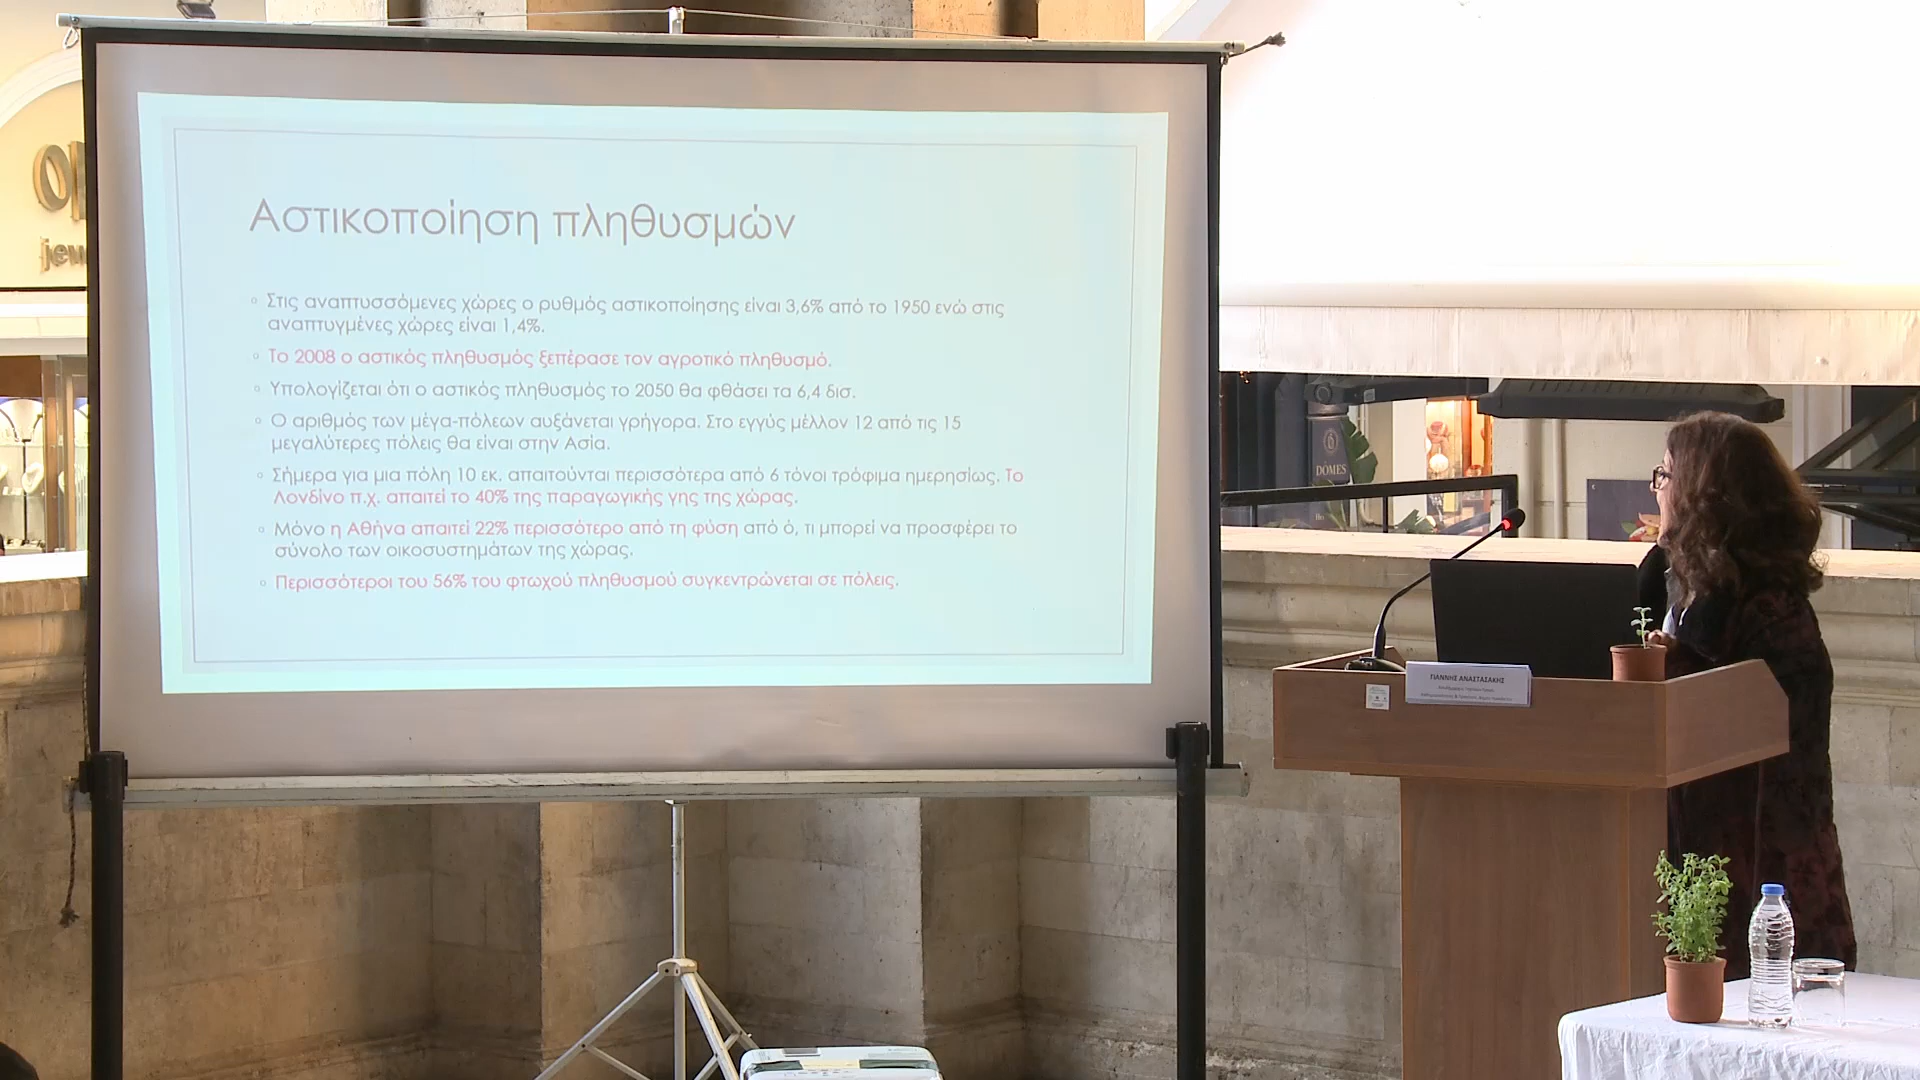 Αστικοποίηση πληθυσμών
Στις αναπτυσσόμενες χώρες ο ρυθμός αστικοποίησης είναι 3,6% από το 1950 ενώ στις
αναπτυγμένες χώρες είναι 1,4%.
Το 2008 ο αστικός πληθυσμός ξεπέρασε τον αγροτικό πληθυσμό.
Υπολογίζεται ότι ο αστικός πληθυσμός το 2050 θα φθάσει τα 6,4 δισ.
Ο αριθμός των μέγα-πόλεων αυξάνεται γρήγορα. Στο εγγύς μέλλον 12 από τις 15
μεγαλύτερες πόλεις θα είναι στην Ασία.
Σήμερα για μια πόλη 10 εκ. απαιτούνται περισσότερα από 6 τόνοι τρόφιμα ημερησίως. Το
Λονδίνο π.χ. απαιτεί το 40% της παραγωγικής γης της χώρας.
Μόνο η Αθήνα απαιτεί 22% περισσότερο από τη φύση από ό, τι μπορεί να προσφέρει το
σύνολο των οικοσυστημάτων της χώρας.
Περισσότεροι του 56% του φτωχού πληθυσμού συγκεντρώνεται σε πόλεις.
DOMES
ΓΙΑΝΝΗΣ ΑΝΑΣΤΑΣΑΚΗΣ